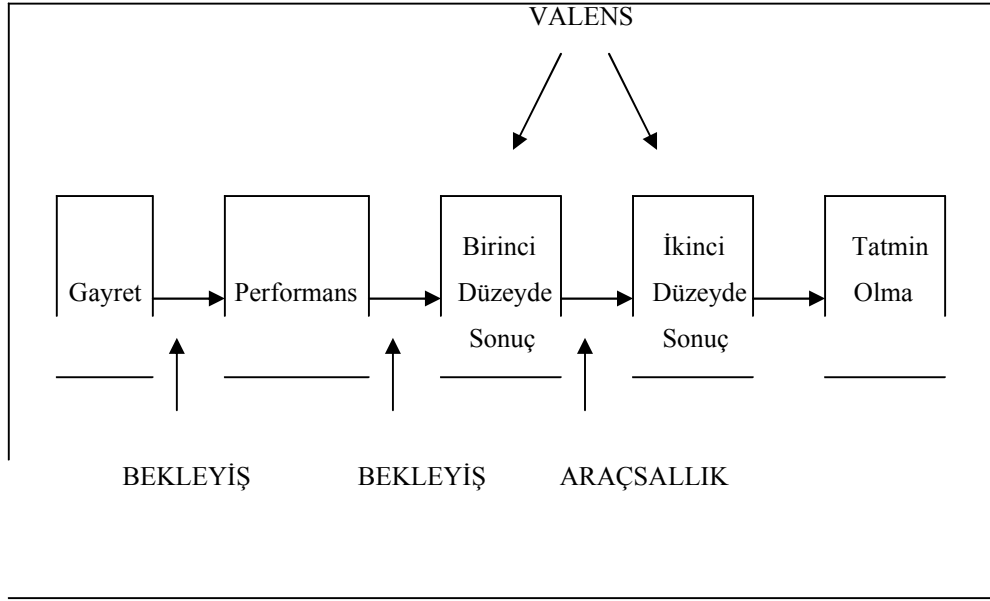 VALENS
Gayret
Performans
Birinci
Düzeyde
Sonuç
İkinci
Düzeyde
Sonuç
Tatmin
Olma
BEKLEYİŞ
BEKLEYİŞ
ARAÇSALLIK